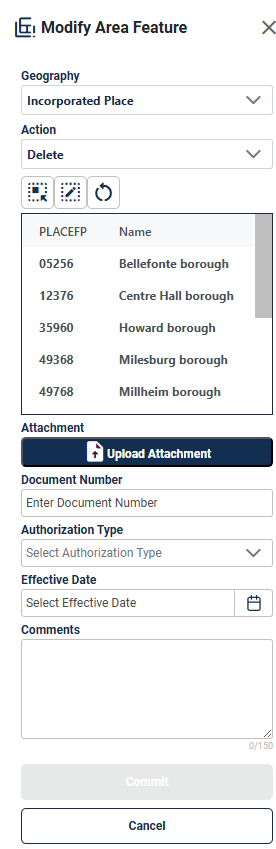 Modify Area Feature
Geography
Incorporated Place
Action
Delete
PLACEFP Name
05256 Bellefonte borough
12376 Centre Hall borough
35960 Howard borough
49368 Milesburg borough
49768 Millheim borough
Attachment
Upload Attachment
Document Number
Enter Document Number
Authorization Type
Select Authorization Type
Effective Date
Select Effective Date
Comments
0/150
Commit
Cancel